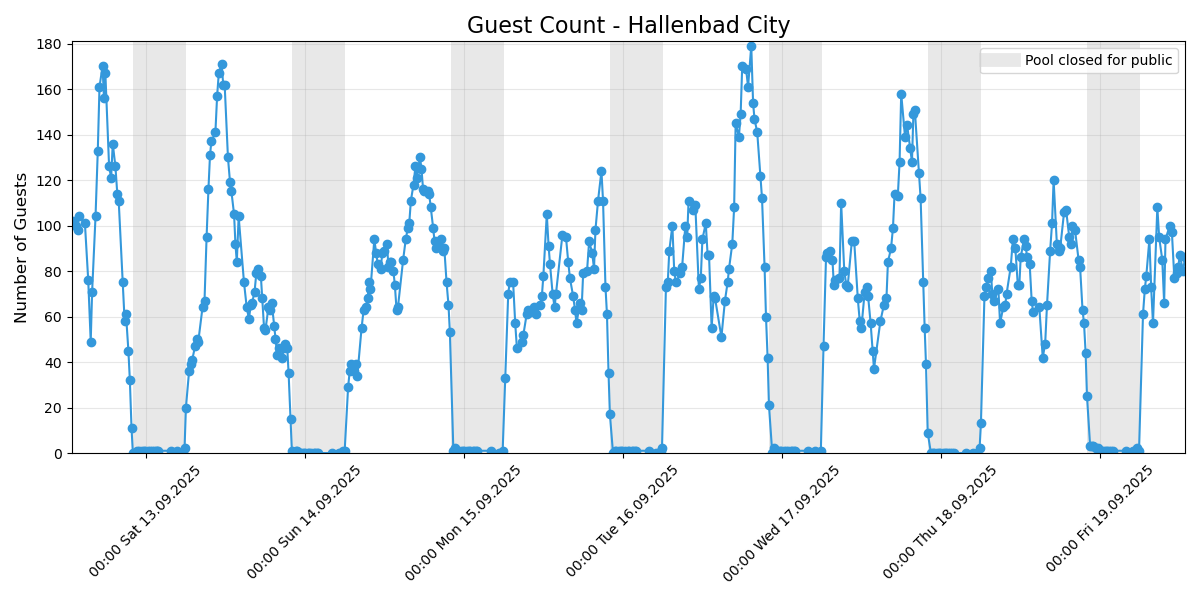 Guest Count - Hallenbad City
Pool closed for public
Number of Guests
180
160
140
120
100
80
60
40
20
0
00:00 Sat 13.09.2025
00:00 Sun 14.09.2025
00:00 Mon 15.09.2025
00:00 Tue 16.09.2025
00:00 Wed 17.09.2025
00:00 Thu 18.09.2025
00:00 Fri 19.09.2025